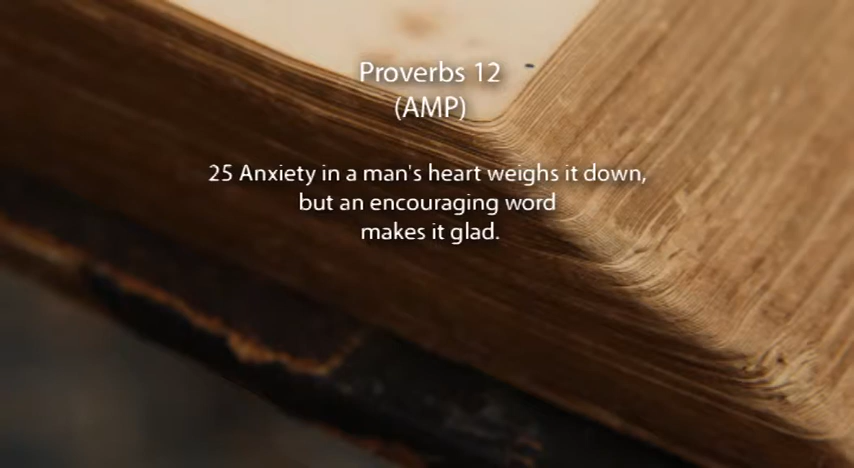 Proverbs 12
(AMP)
25 Anxiety in a man's heart weighs it down,
but an encouraging word
makes it glad.